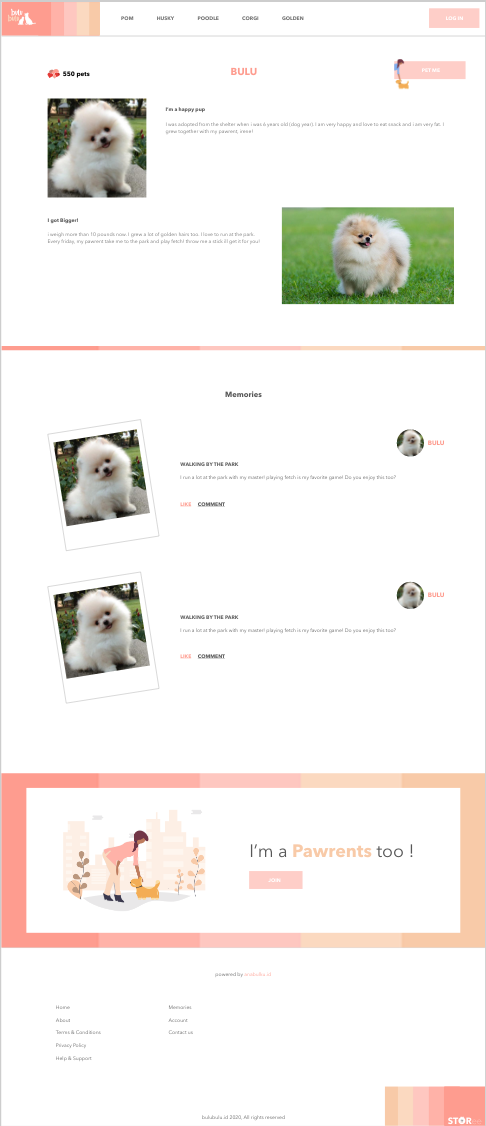 bulu
POM HUSKY POODLE CORGI GOLDEN
LOG IN
550 pets
BULU
PET ME
I'm a happy pup
I was adopted from the shelter when i was 6 years old (dog year). I am very happy and love to eat snack and i am very fat. I
grew together with my pawrent, irene!
I got Bigger!
I weigh more than 10 pounds now. I grew a lot of golden hairs too. I love to run at the park.
Every friday, my pawrent take me to the park and play fetch! throw me a stick I'll get it for you!
Memories
BULU
WALKING BY THE PARK
I run a lot at the park with my master! playing fetch is my favorite game! Do you enjoy this too?
LIKE COMMENT
BULU
WALKING BY THE PARK
I run a lot at the park with my master! playing fetch is my favorite game! Do you enjoy this too?
LIKE COMMENT
I'm a Pawrents too !
JOIN
powered by
Home
About
Terms & Conditions
Privacy Policy
Help & Support
Memories
Account
Contact us
bulubulu.id 2020. All rights reserved